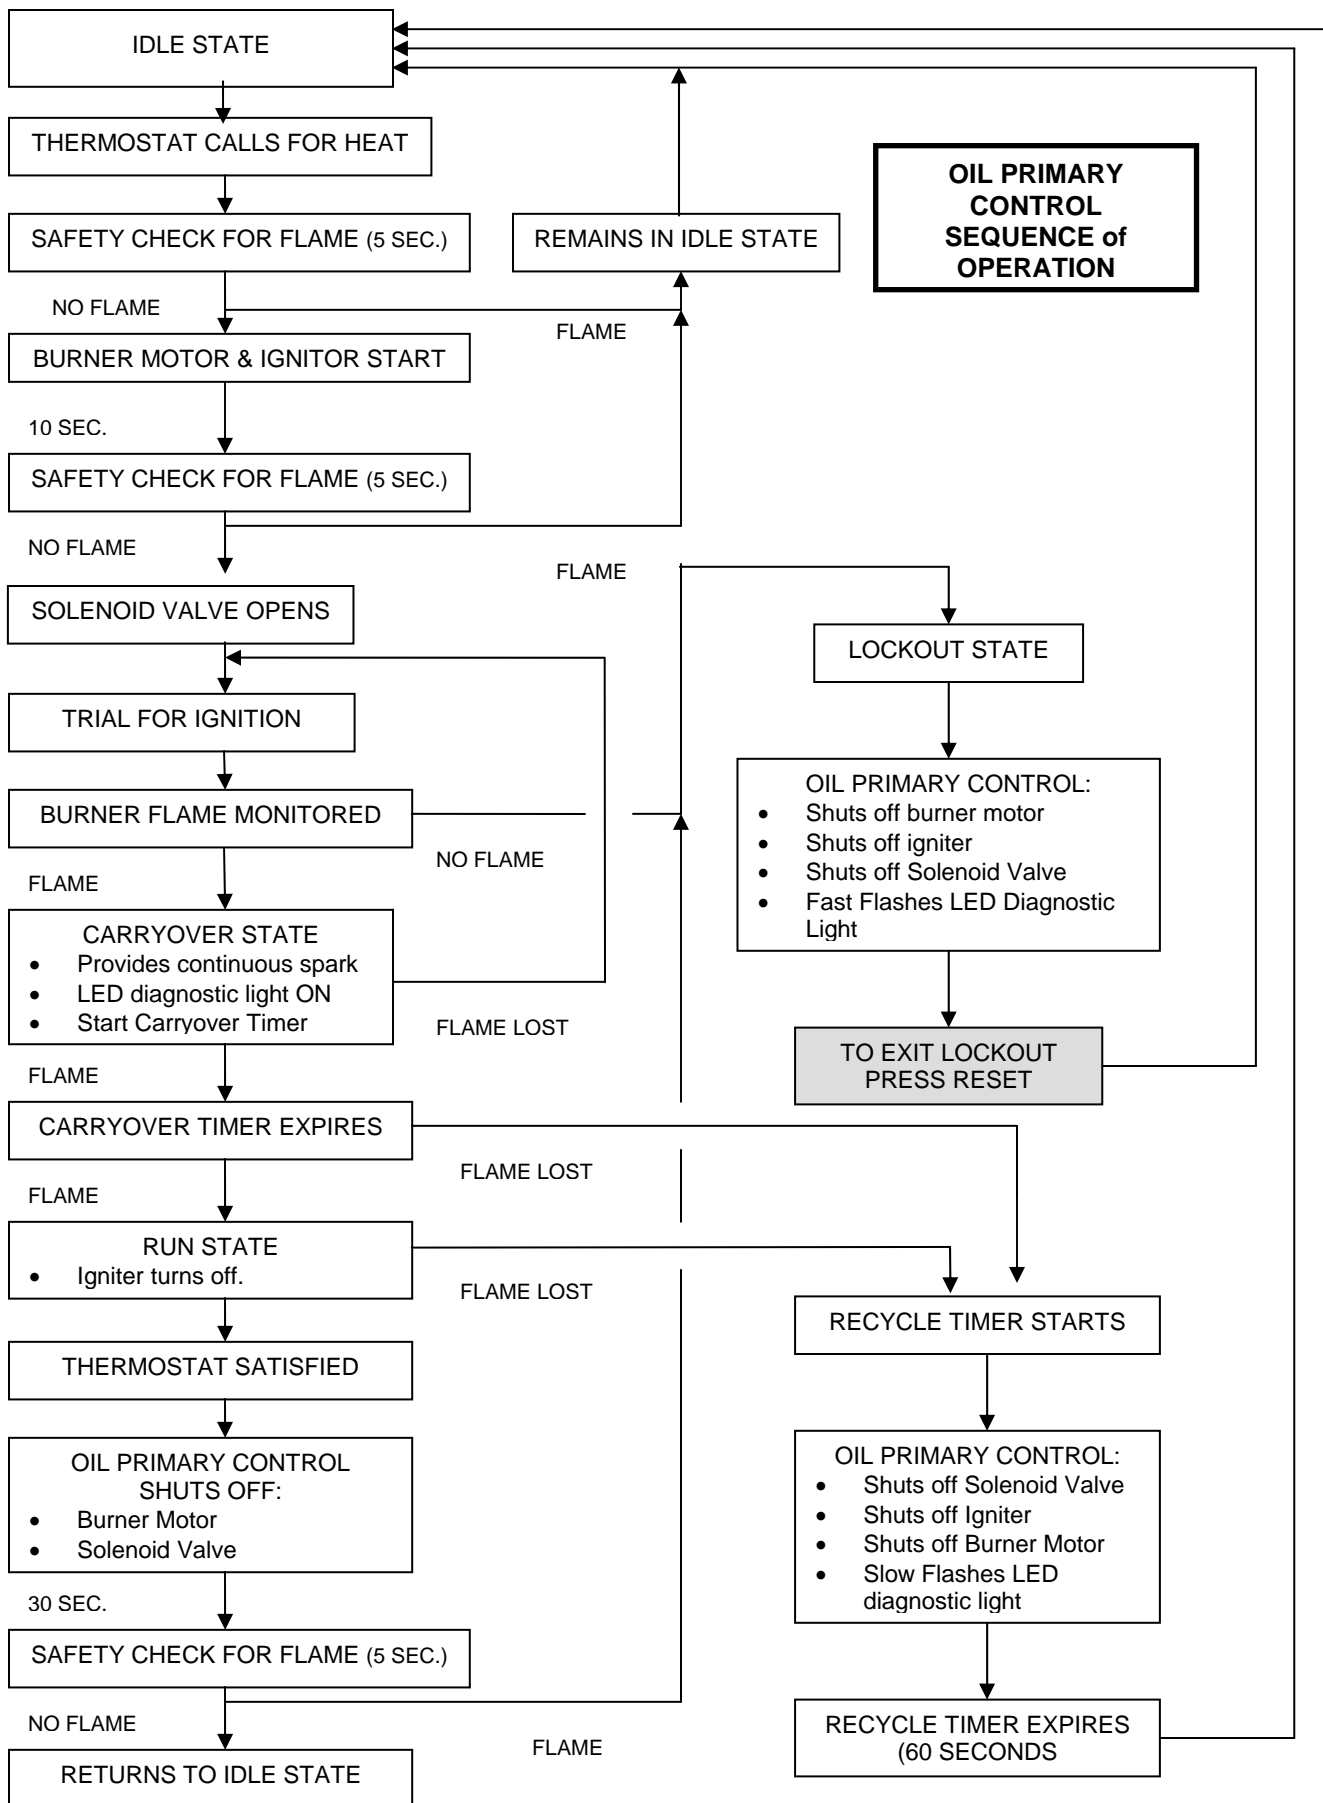 IDLE STATE
THERMOSTAT CALLS FOR HEAT
OIL PRIMARY
CONTROL
SEQUENCE of
OPERATION
SAFETY CHECK FOR FLAME (5 SEC.)
REMAINS IN IDLE STATE
NO FLAME
FLAME
BURNER MOTOR & IGNITOR START
10 SEC.
SAFETY CHECK FOR FLAME (5 SEC.)
NO FLAME
FLAME
SOLENOID VALVE OPENS
LOCKOUT STATE
TRIAL FOR IGNITION
BURNER FLAME MONITORED
NO FLAME
OIL PRIMARY CONTROL:
• Shuts off burner motor
• Shuts off igniter
• Shuts off Solenoid Valve
• Fast Flashes LED Diagnostic
Light
FLAME
CARRYOVER STATE
• Provides continuous spark
• LED diagnostic light ON
• Start Carryover Timer
FLAME LOST
TO EXIT LOCKOUT
PRESS RESET
FLAME
CARRYOVER TIMER EXPIRES
FLAME LOST
FLAME
RUN STATE
• Igniter turns off.
FLAME LOST
RECYCLE TIMER STARTS
THERMOSTAT SATISFIED
OIL PRIMARY CONTROL
SHUTS OFF:
• Burner Motor
• Solenoid Valve
OIL PRIMARY CONTROL:
• Shuts off Solenoid Valve
• Shuts off Igniter
• Shuts off Burner Motor
• Slow Flashes LED
diagnostic light
30 SEC.
SAFETY CHECK FOR FLAME (5 SEC.)
NO FLAME
FLAME
RECYCLE TIMER EXPIRES
(60 SECONDS
RETURNS TO IDLE STATE